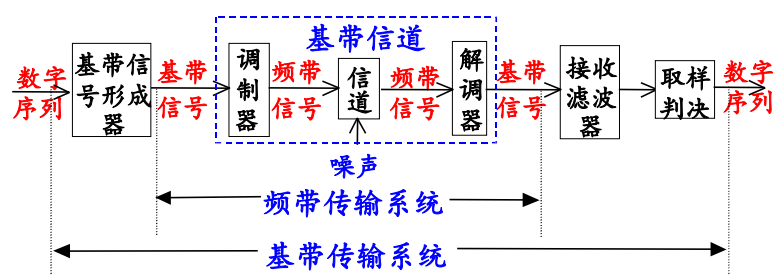 基带信道
数字
序列
基带信
号形成
器
基带
信号
调
制
器
频带
信号
信
道
频带
信号
解
调
器
基带
信号
接收
滤波
器
取样
判决
数字
序列
噪声
频带传输系统
基带传输系统